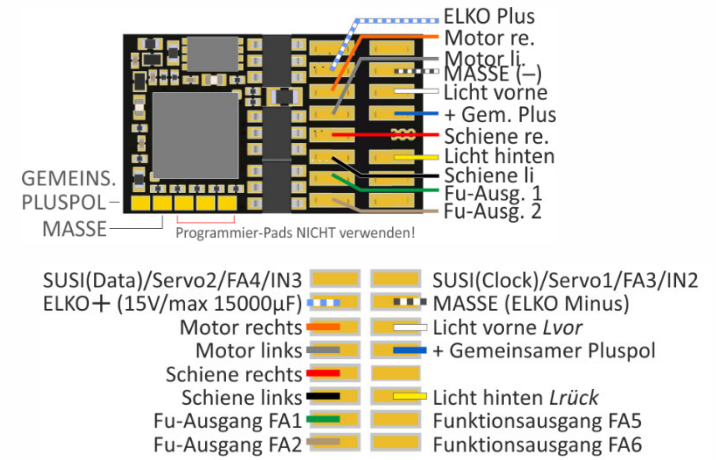 ELKO Plus
Motor re.
Motor li.
MASSE (–)
Licht vorne
+ Gem. Plus
Schiene re.
Licht hinten
Schiene li
Fu-Ausg. 1
Fu-Ausg. 2
GEMEINS.
PLUSPOL
MASSE
Programmier-Pads NICHT verwenden!
SUSI(Data)/Servo2/FA4/IN3 SUSI(Clock)/Servo1/FA3/IN2
ELKO+ (15V/max 15000µF) MASSE (ELKO Minus)
Motor rechts Licht vorne Lvor
Motor links + Gemeinsamer Pluspol
Schiene rechts
Schiene links Licht hinten Lrück
Fu-Ausgang FA1 Funktionsausgang FA5
Fu-Ausgang FA2 Funktionsausgang FA6